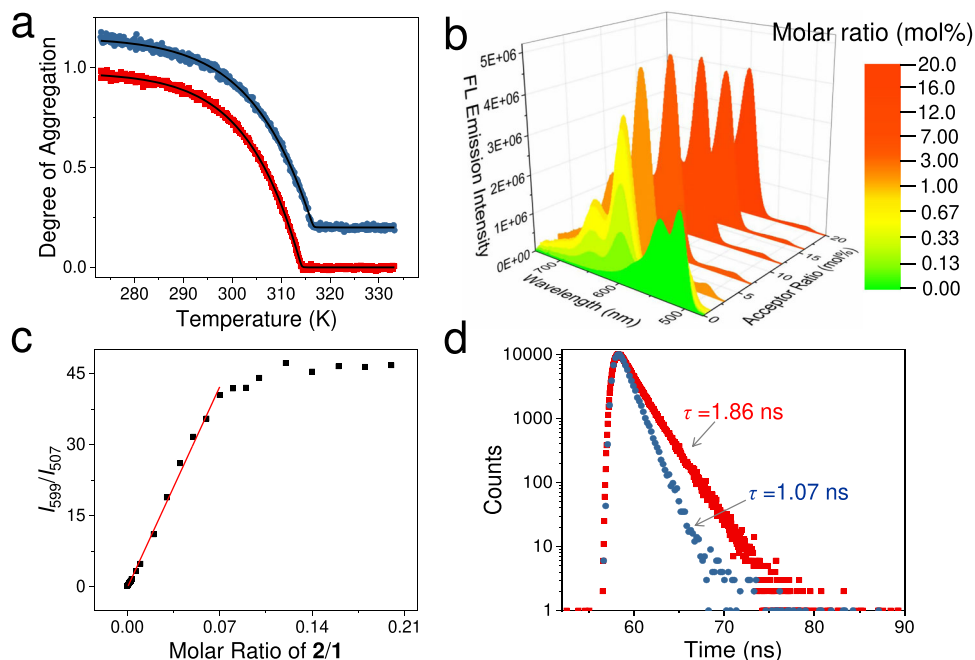 a
Degree of Aggregation
1.0
0.5
0.0
280
290
300
310
320
330
Temperature (K)
b
Molar ratio (mol%)
FL Emission Intensity
5E+06
4E+06
3E+06
2E+06
1E+06
0E+00
700
600
500
Wavelength (nm)
0
5
10
15
20
Acceptor Ratio (mol%)
20.0
16.0
12.0
7.00
3.00
1.00
0.67
0.33
0.13
0.00
c
I599/I507
45
30
15
0
0.00
0.07
0.14
0.21
Molar Ratio of 2/1
d
Counts
10000
1000
100
10
1
τ =1.86 ns
τ =1.07 ns
60
70
80
90
Time (ns)